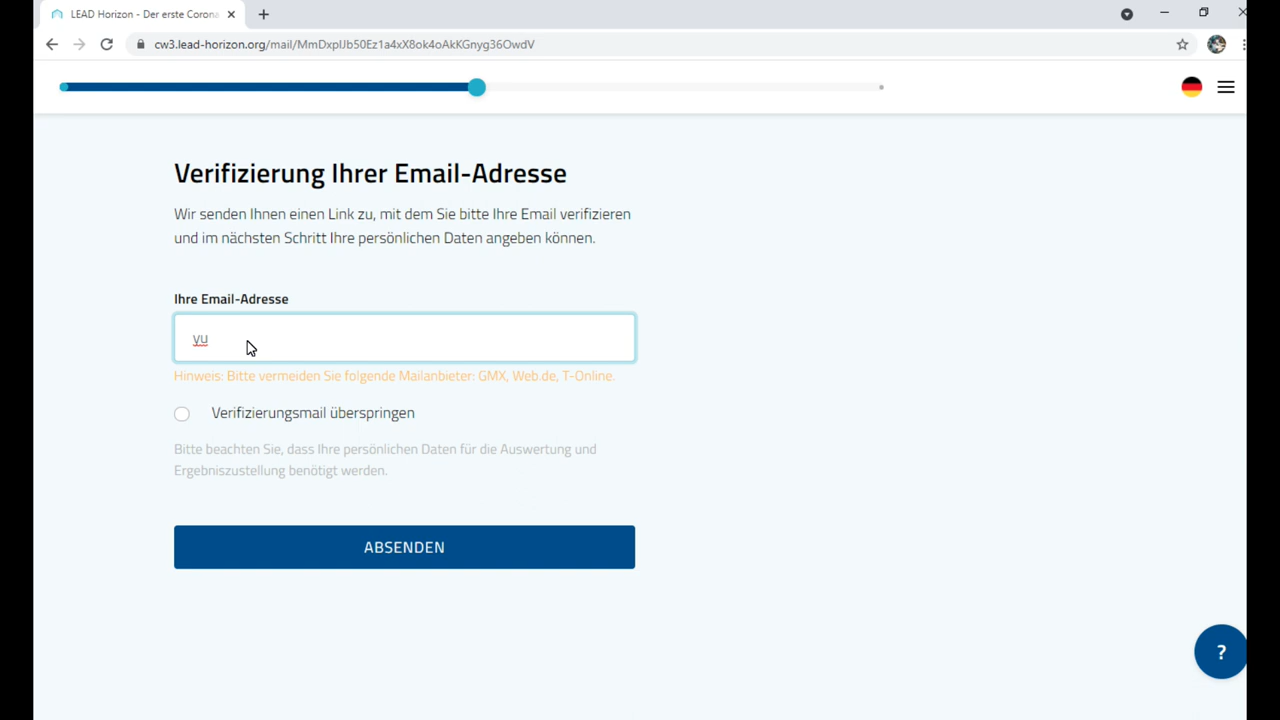 LEAD Horizon - Der erste Corona
cw3.lead-horizon.org/mail/MmDxpIJb50Ez1a4xX8ok4oAkKGnyg36OwdV
Verifizierung Ihrer Email-Adresse
Wir senden Ihnen einen Link zu, mit dem Sie bitte Ihre Email verifizieren
und im nächsten Schritt Ihre persönlichen Daten angeben können.
Ihre Email-Adresse
vu
Hinweis: Bitte vermeiden Sie folgende Mailanbieter: GMX, Web.de, T-Online.
Verifizierungsmail überspringen
Bitte beachten Sie, dass Ihre persönlichen Daten für die Auswertung und
Ergebniszustellung benötigt werden.
ABSENDEN
?